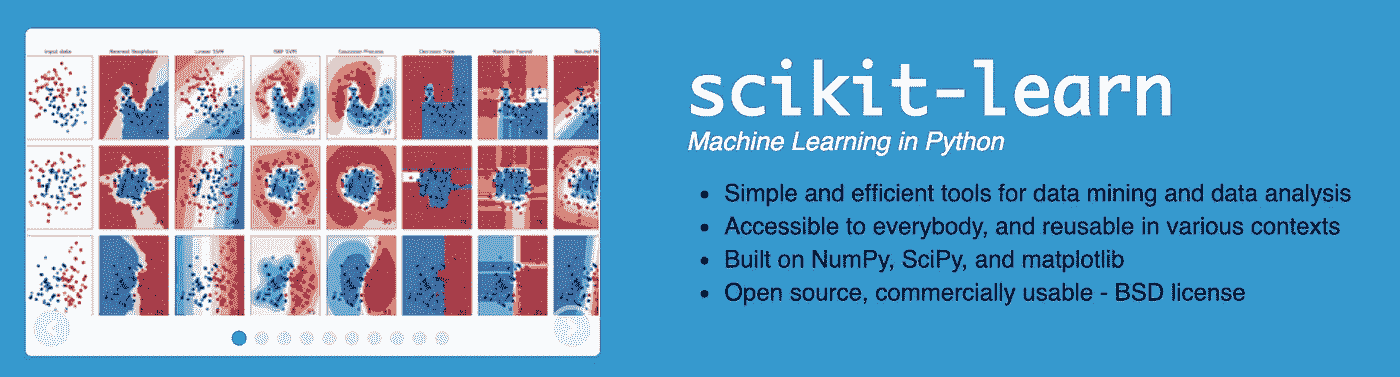 Input data Nearest Neighbors Linear SVM RBF SVM Gaussian Process Decision Tree Random Forest
scikit-learn
Machine Learning in Python
• Simple and efficient tools for data mining and data analysis
• Accessible to everybody, and reusable in various contexts
• Built on NumPy, SciPy, and matplotlib
• Open source, commercially usable - BSD license